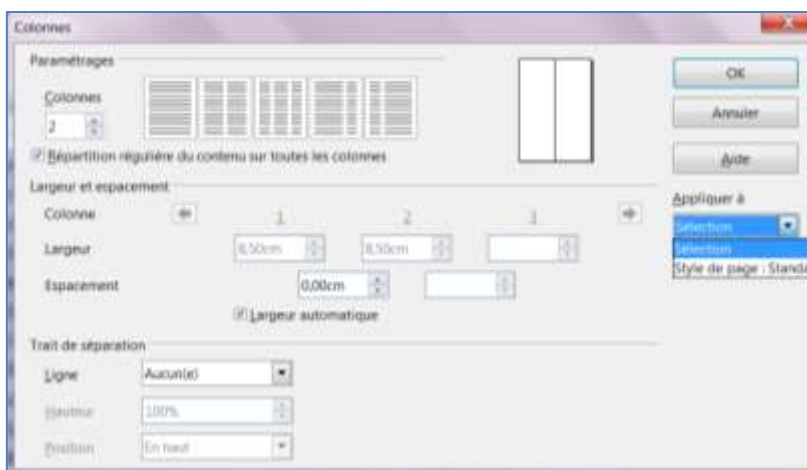 Colonnes
Paramétrages
Colonnes
2
Répartition régulière du contenu sur toutes les colonnes
OK
Annuler
Aide
Appliquer à
Sélection
Sélection
Style de page : Standa
Largeur et espacement
Colonne 1 2 3
Largeur 8,50cm 8,50cm
Espacement 0,00cm
Largeur automatique
Trait de séparation
Ligne Aucun(e)
Hauteur 100%
Position En haut